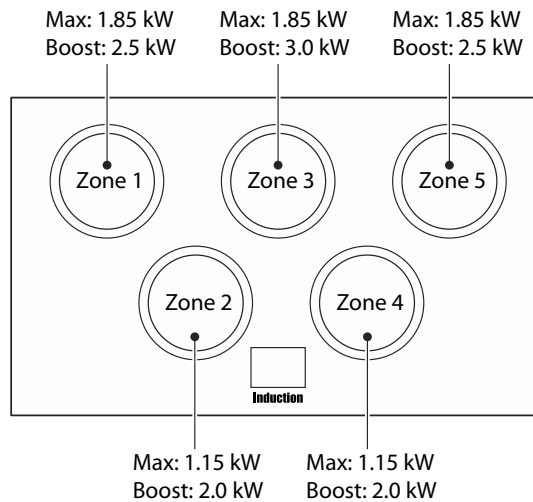 Max: 1.85 kW
Boost: 2.5 kW
Max: 1.85 kW
Boost: 3.0 kW
Max: 1.85 kW
Boost: 2.5 kW
Zone 1
Zone 3
Zone 5
Zone 2
Zone 4
Induction
Max: 1.15 kW
Boost: 2.0 kW
Max: 1.15 kW
Boost: 2.0 kW